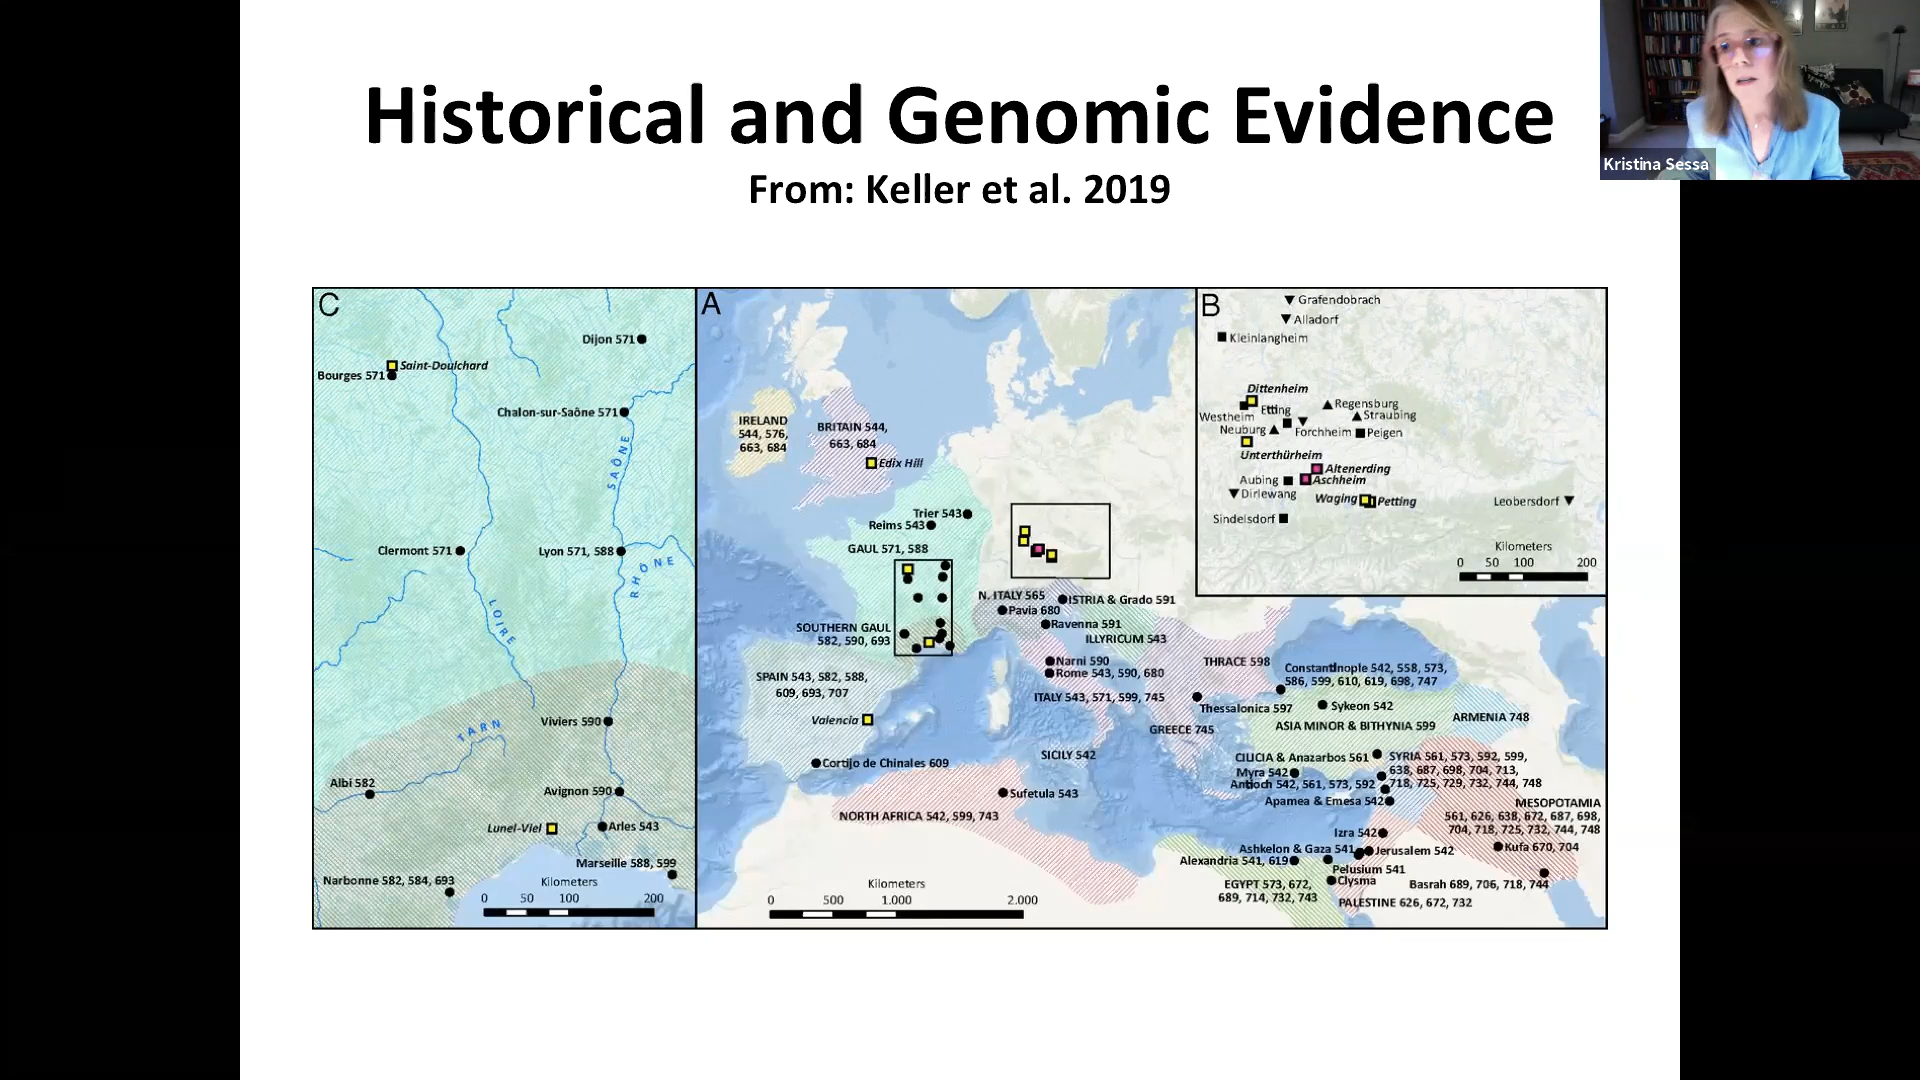 Historical and Genomic Evidence
From: Keller et al. 2019
Kristina Sessa
C
Dijon 571
Saint-Doulchard
Bourges 571
Chalon-sur-Saône 571
SAÔNE
Clermont 571
Lyon 571, 588
RHÔNE
LOIRE
Viviers 590
TARN
Albi 582
Avignon 590
Lunel-Viel
Arles 543
Marseille 588, 599
Narbonne 582, 584, 693
Kilometers
0 50 100 200
A
IRELAND
544, 576,
663, 684
BRITAIN 544,
663, 684
Edix Hill
Trier 543
Reims 543
GAUL 571, 588
SOUTHERN GAUL
582, 590, 693
N. ITALY 565
Pavia 680
ISTRIA & Grado 591
Ravenna 591
ILLYRICUM 543
Narni 590
Rome 543, 590, 680
ITALY 543, 571, 599, 745
SPAIN 543, 582, 588,
609, 693, 707
Valencia
Cortijo de Chinales 609
SICILY 542
Sufetula 543
NORTH AFRICA 542, 599, 743
THRACE 598
Constantinople 542, 558, 573,
586, 599, 610, 619, 698, 747
Thessalonica 597
Sykeon 542
ASIA MINOR & BITHYNIA 599
ARMENIA 748
GREECE 745
CILICIA & Anazarbos 561
Myra 542
Antioch 542, 561, 573, 592
SYRIA 561, 573, 592, 599,
638, 687, 698, 704, 713,
718, 725, 729, 732, 744, 748
Apamea & Emesa 542
MESOPOTAMIA
561, 626, 638, 672, 687, 698,
704, 718, 725, 732, 744, 748
Izra 542
Kufa 670, 704
Ashkelon & Gaza 541
Jerusalem 542
Alexandria 541, 619
Pelusium 541
Clysma
Basrah 689, 706, 718, 744
EGYPT 573, 672,
689, 714, 732, 743
PALESTINE 626, 672, 732
Kilometers
0 500 1.000 2.000
B
Grafendobrach
Alladorf
Kleinlangheim
Dittenheim
Westheim
Etting
Regensburg
Straubing
Neuburg
Forchheim
Peigen
Unterthürheim
Altenerding
Aubing
Aschheim
Dirlewang
Waging
Petting
Leobersdorf
Sindelsdorf
Kilometers
0 50 100 200